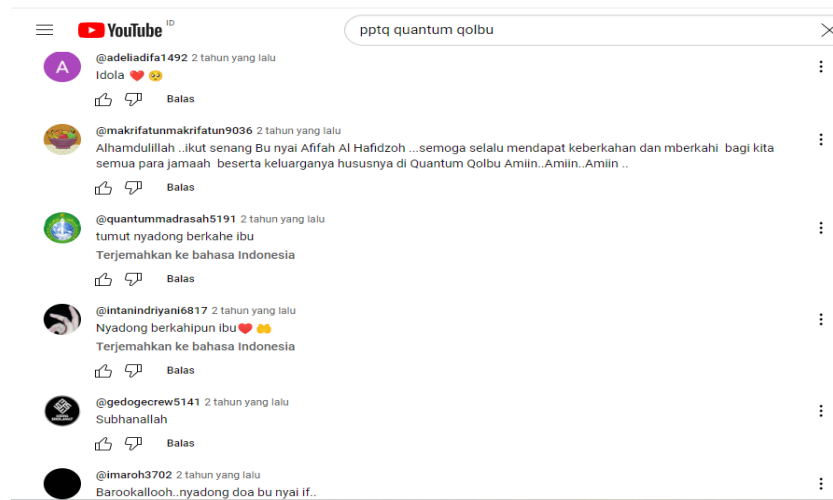 YouTube ID
pptq quantum qolbu
A
@adeliadifa1492 2 tahun yang lalu
Idola ❤️ 🥺
Balas
@makrifatunmakrifatun9036 2 tahun yang lalu
Alhamdulillah ..ikut senang Bu nyai Afifah Al Hafidzoh ...semoga selalu mendapat keberkahan dan mberkahi bagi kita
semua para jamaah beserta keluarganya hususnya di Quantum Qolbu Amiin..Amiin..Amiin ..
Balas
@quantummadrasah5191 2 tahun yang lalu
tumut nyadong berkahe ibu
Terjemahkan ke bahasa Indonesia
Balas
@intanindriyani6817 2 tahun yang lalu
Nyadong berkahipun ibu❤️ 🤲
Terjemahkan ke bahasa Indonesia
Balas
@gedogecrew5141 2 tahun yang lalu
Subhanallah
Balas
@imaroh3702 2 tahun yang lalu
Barookallooh..nyadong doa bu nyai if..